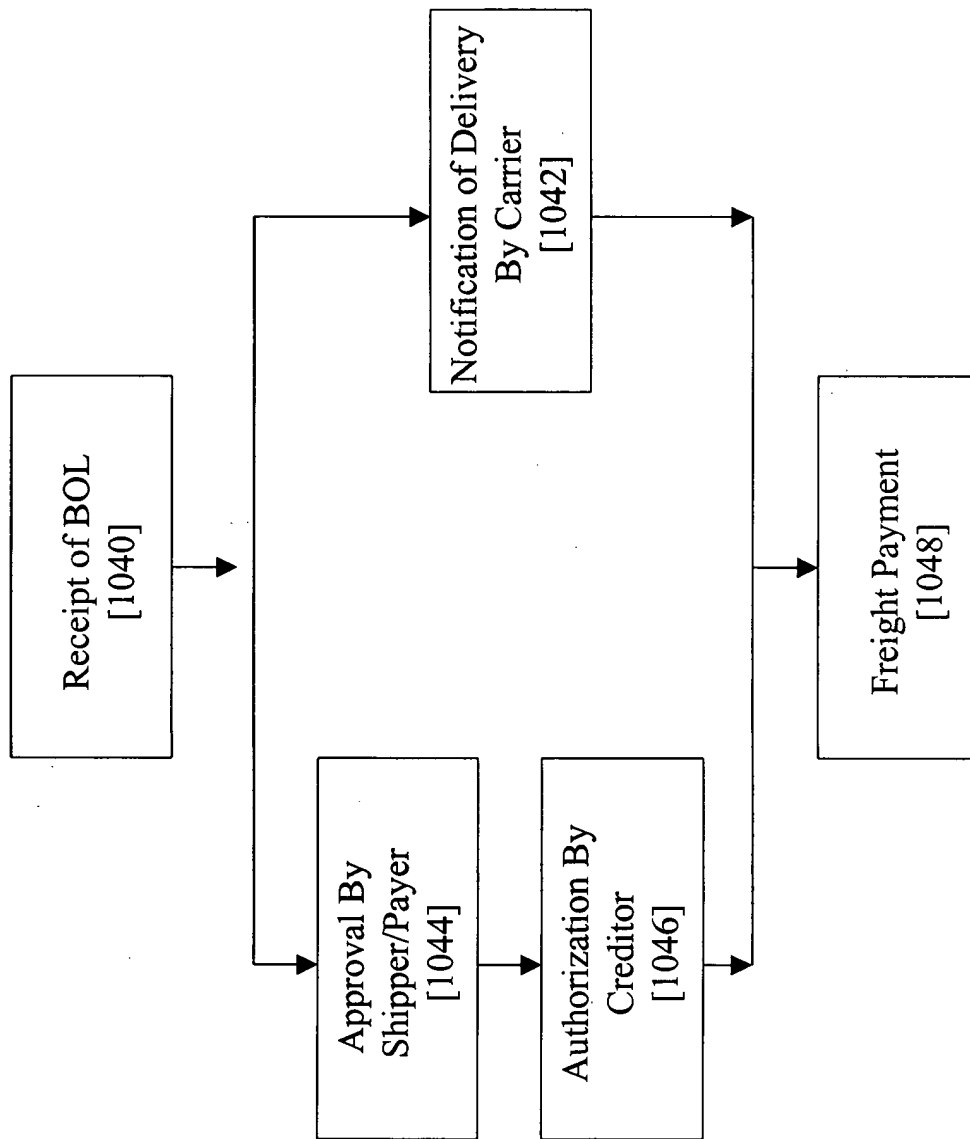 Receipt of BOL
[1040]
Notification of Delivery
By Carrier
[1042]
Approval By
Shipper/Payer
[1044]
Authorization By
Creditor
[1046]
Freight Payment
[1048]